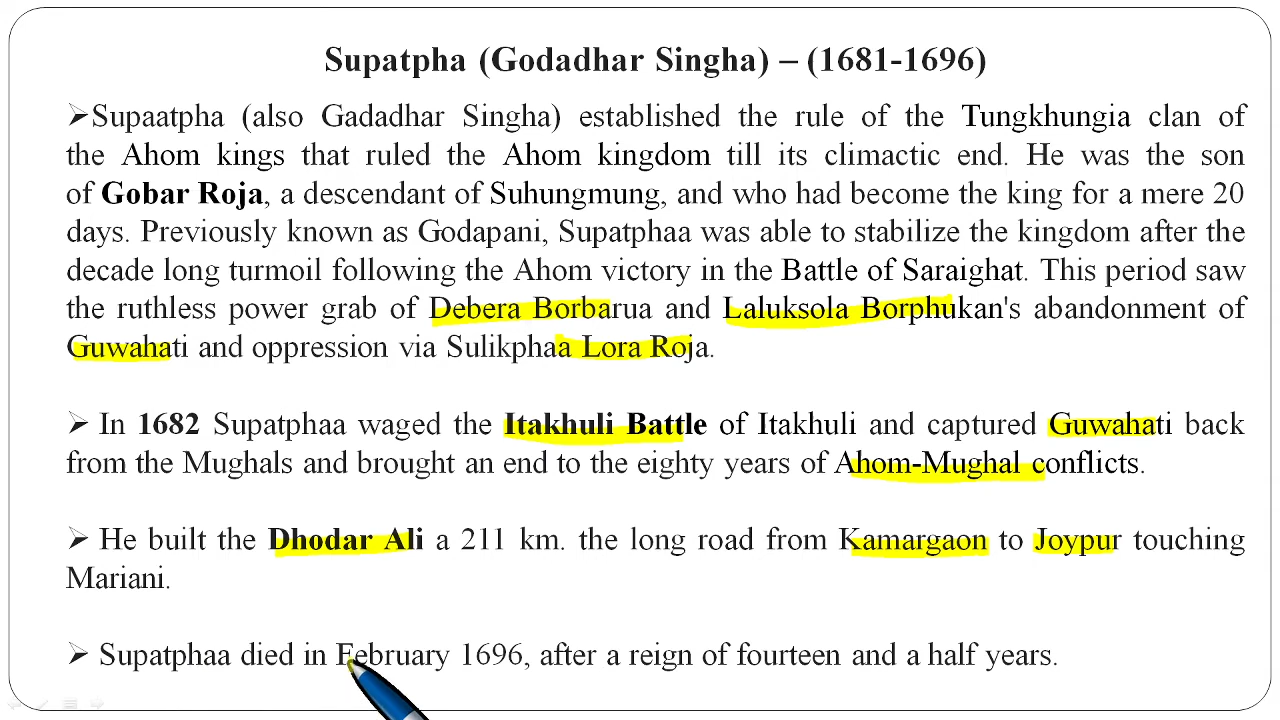 Supatpha (Godadhar Singha) – (1681-1696)
➢Supaatpha (also Gadadhar Singha) established the rule of the Tungkhungia clan of
the Ahom kings that ruled the Ahom kingdom till its climactic end. He was the son
of Gobar Roja, a descendant of Suhungmung, and who had become the king for a mere 20
days. Previously known as Godapani, Supatphaa was able to stabilize the kingdom after the
decade long turmoil following the Ahom victory in the Battle of Saraighat. This period saw
the ruthless power grab of Debera Borbarua and Laluksola Borphukan's abandonment of
Guwahati and oppression via Sulikphaa Lora Roja.
➢ In 1682 Supatphaa waged the Itakhuli Battle of Itakhuli and captured Guwahati back
from the Mughals and brought an end to the eighty years of Ahom-Mughal conflicts.
➢ He built the Dhodar Ali a 211 km. the long road from Kamargaon to Joypur touching
Mariani.
➢ Supatphaa died in February 1696, after a reign of fourteen and a half years.